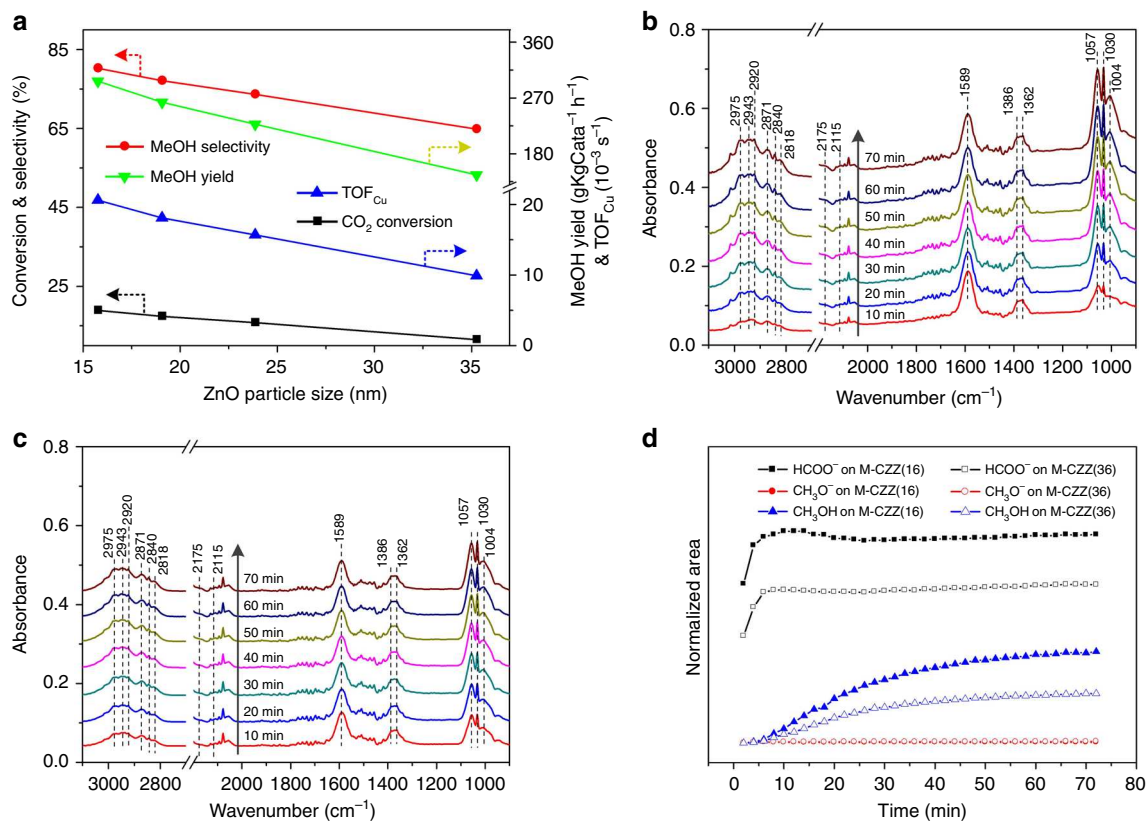 a
Conversion & selectivity (%)
85
65
45
25
MeOH selectivity
MeOH yield
TOF_Cu
CO₂ conversion
360
270
180
20
10
0
MeOH yield (gKgCata⁻¹ h⁻¹)
& TOF_Cu (10⁻³ s⁻¹)
15 20 25 30 35
ZnO particle size (nm)
b
Absorbance
0.8
0.6
0.4
0.2
0.0
2975
2943
2920
2871
2840
2818
2175
2115
1589
1386
1362
1057
1030
1004
70 min
60 min
50 min
40 min
30 min
20 min
10 min
3000 2800 2000 1800 1600 1400 1200 1000
Wavenumber (cm⁻¹)
c
Absorbance
0.8
0.6
0.4
0.2
0.0
2975
2943
2920
2871
2840
2818
2175
2115
1589
1386
1362
1057
1030
1004
70 min
60 min
50 min
40 min
30 min
20 min
10 min
3000 2800 2000 1800 1600 1400 1200 1000
Wavenumber (cm⁻¹)
d
Normalized area
HCOO⁻ on M-CZZ(16) HCOO⁻ on M-CZZ(36)
CH₃O⁻ on M-CZZ(16) CH₃O⁻ on M-CZZ(36)
CH₃OH on M-CZZ(16) CH₃OH on M-CZZ(36)
0 10 20 30 40 50 60 70 80
Time (min)